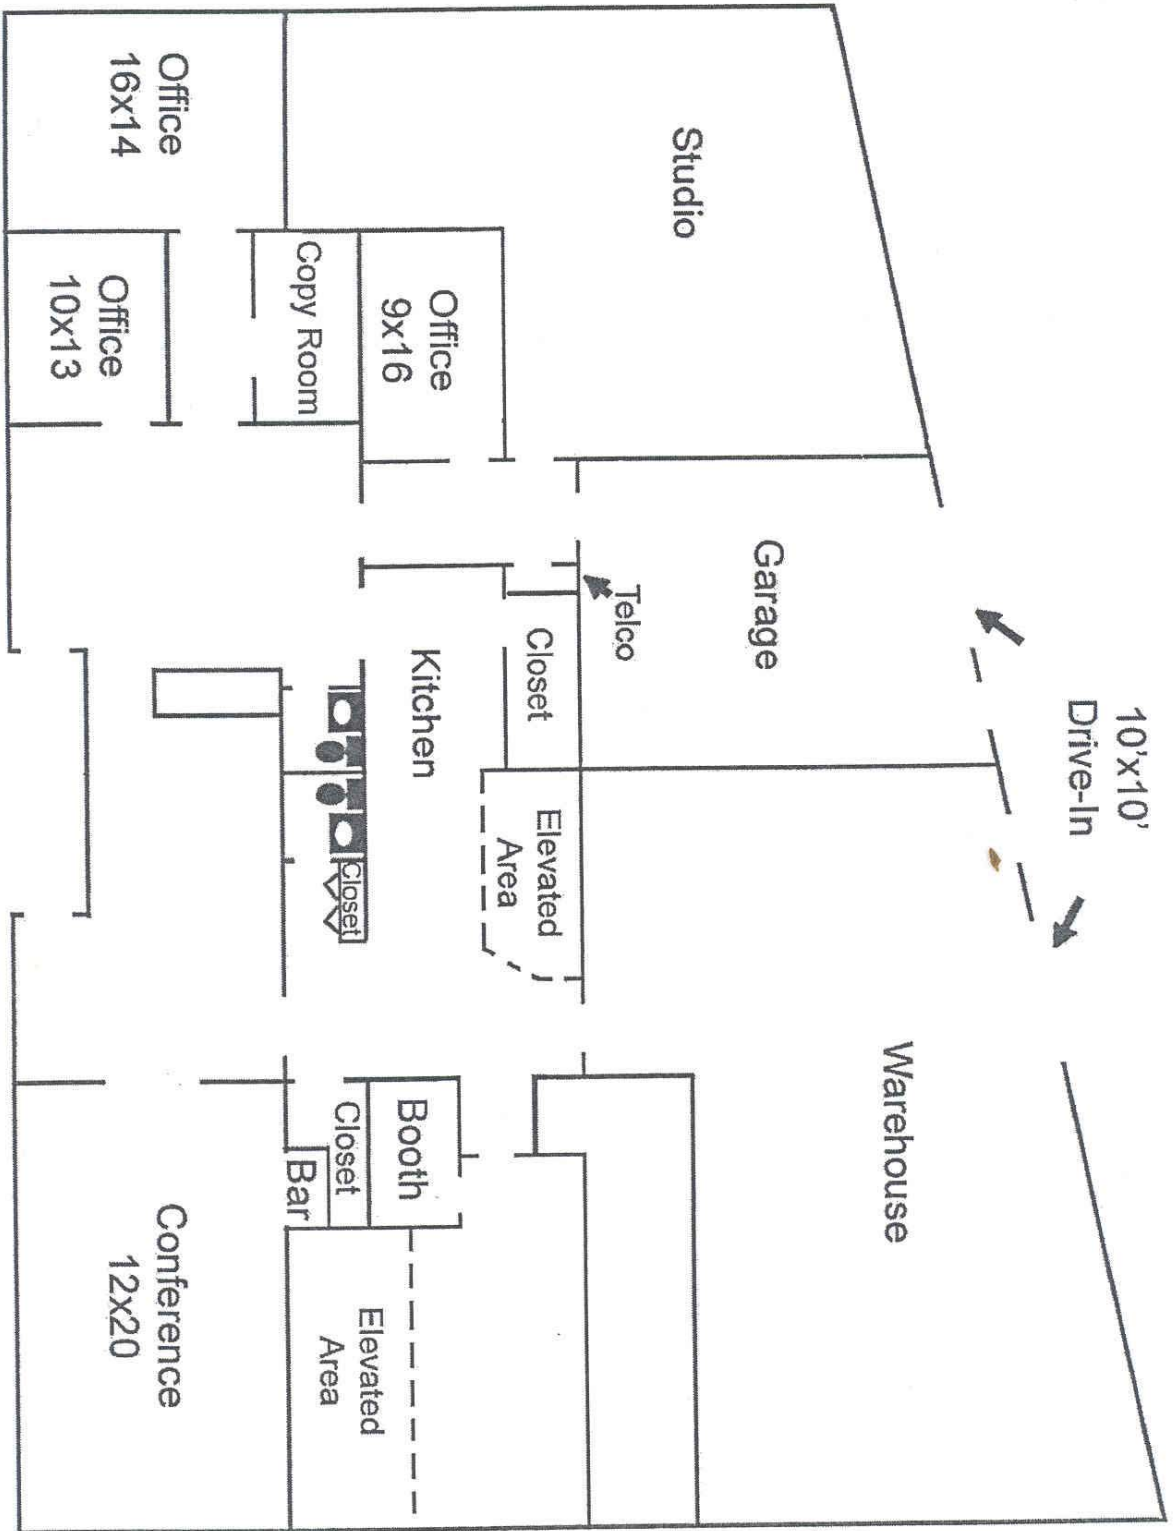 10'x10'
Drive-In
Studio
Garage
Warehouse
Telco
Office
16x14
Office
10x13
Copy Room
Office
9x16
Closet
Kitchen
Elevated
Area
Closet
Booth
Closet
Bar
Elevated
Area
Conference
12x20